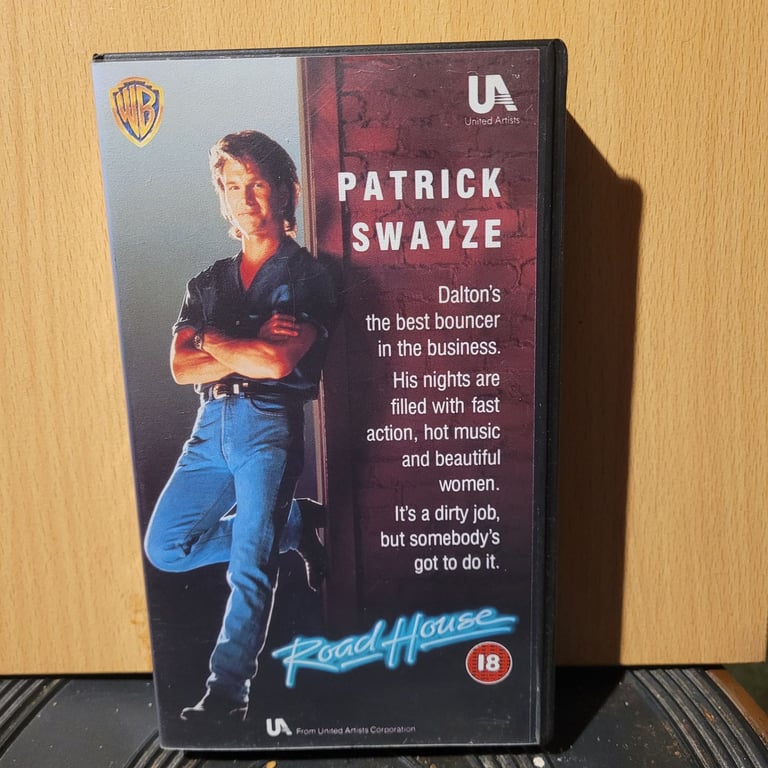 WB
UA
United Artists
PATRICK
SWAYZE
Dalton's
the best bouncer
in the business.
His nights are
filled with fast
action, hot music
and beautiful
women.
It's a dirty job,
but somebody's
got to do it.
Road House
18
UA From United Artists Corporation